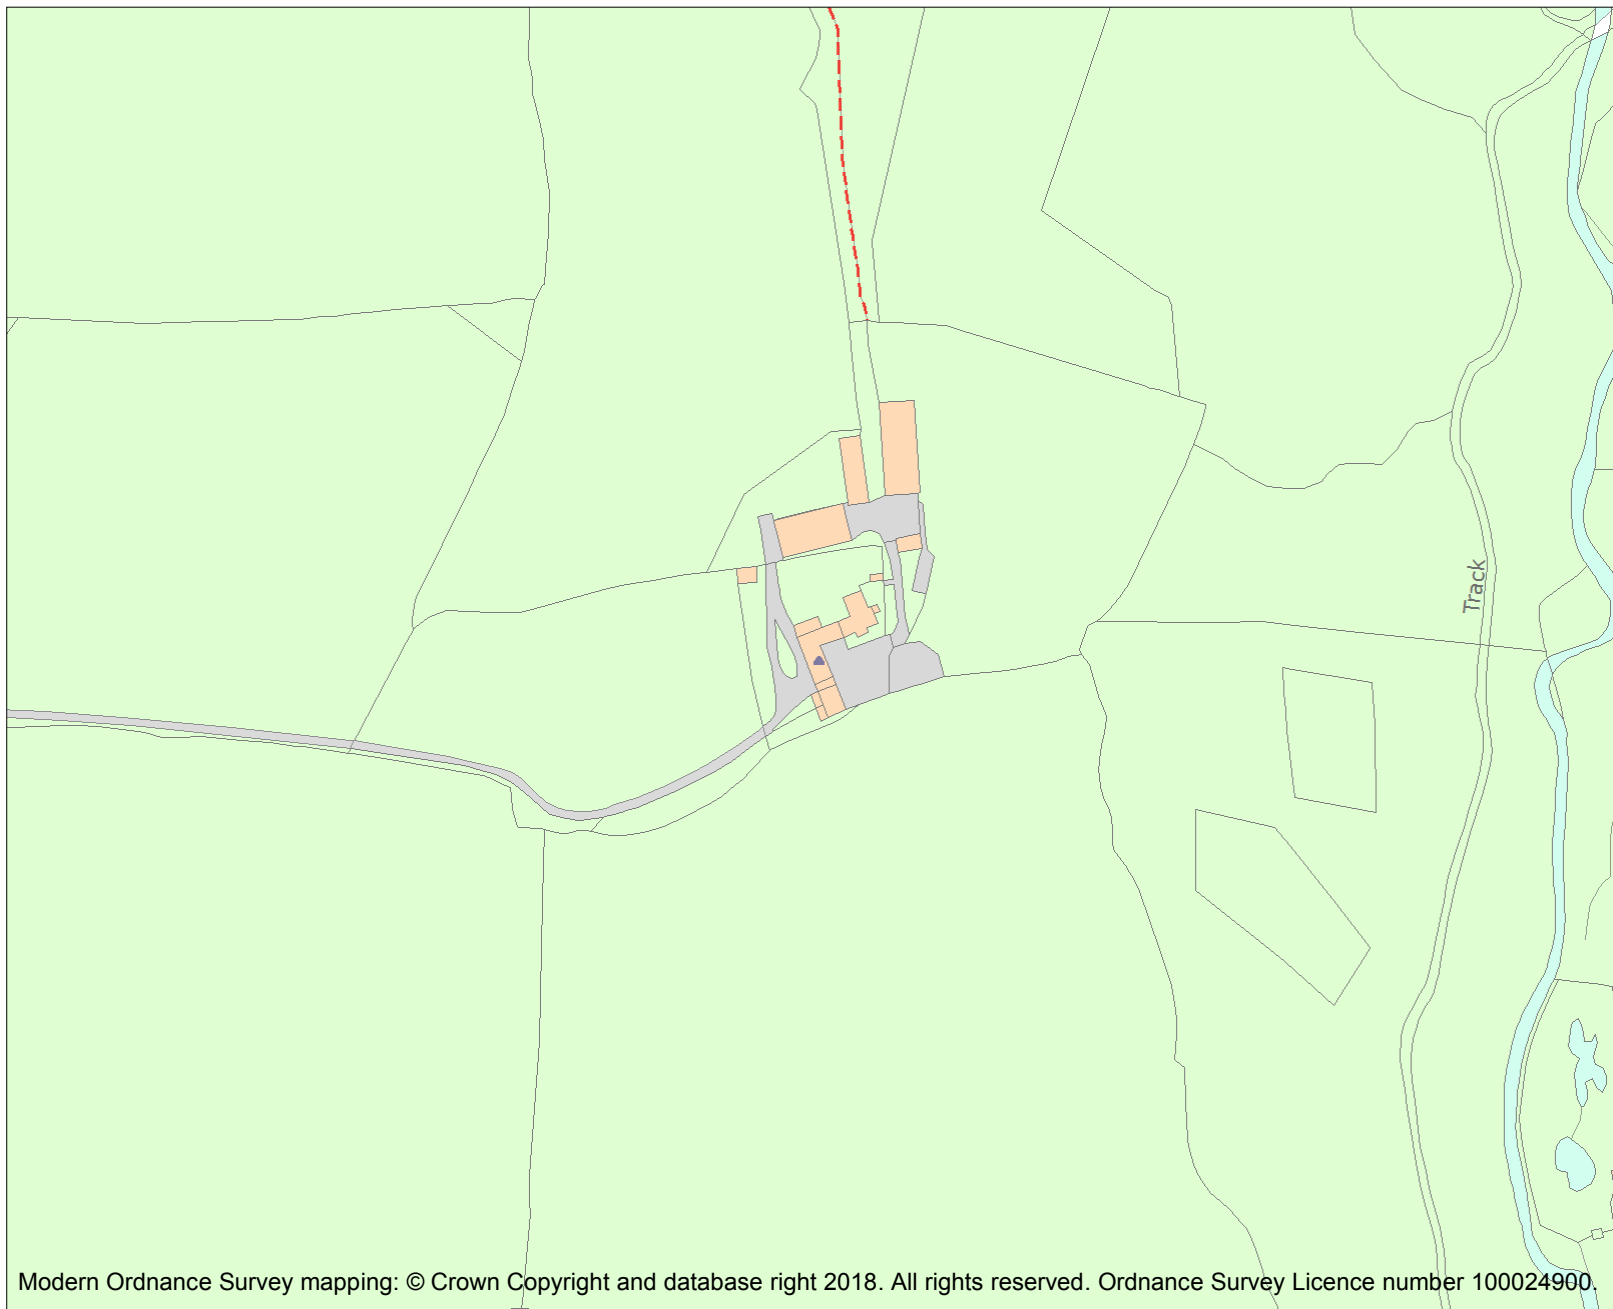 Track
Modern Ordnance Survey mapping: © Crown Copyright and database right 2018. All rights reserved. Ordnance Survey Licence number 100024900.